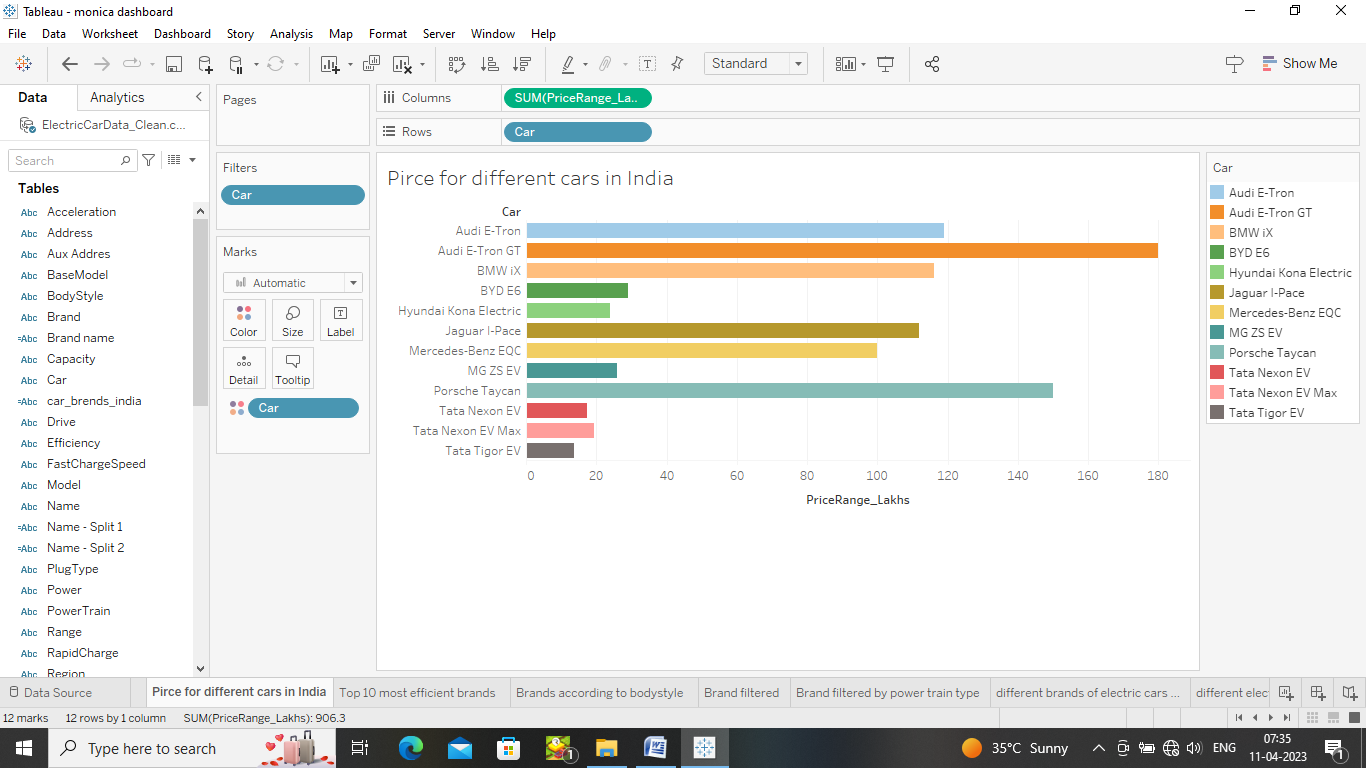 Tableau - monica dashboard
File Data Worksheet Dashboard Story Analysis Map Format Server Window Help
Standard
Show Me
Data Analytics
ElectricCarData_Clean.c...
Search
Tables
Abc Acceleration
Abc Address
Abc Aux Addres
Abc BaseModel
Abc BodyStyle
Abc Brand
=Abc Brand name
Abc Capacity
Abc Car
=Abc car_brends_india
Abc Drive
Abc Efficiency
Abc FastChargeSpeed
Abc Model
Abc Name
=Abc Name - Split 1
=Abc Name - Split 2
Abc PlugType
Abc Power
Abc PowerTrain
Abc Range
Abc RapidCharge
Abc Region
Pages
Filters
Car
Marks
Automatic
Color Size Label
Detail Tooltip
Car
Columns SUM(PriceRange_La..
Rows Car
Pirce for different cars in India
Car
Audi E-Tron
Audi E-Tron GT
BMW iX
BYD E6
Hyundai Kona Electric
Jaguar I-Pace
Mercedes-Benz EQC
MG ZS EV
Porsche Taycan
Tata Nexon EV
Tata Nexon EV Max
Tata Tigor EV
0 20 40 60 80 100 120 140 160 180
PriceRange_Lakhs
Car
Audi E-Tron
Audi E-Tron GT
BMW iX
BYD E6
Hyundai Kona Electric
Jaguar I-Pace
Mercedes-Benz EQC
MG ZS EV
Porsche Taycan
Tata Nexon EV
Tata Nexon EV Max
Tata Tigor EV
Data Source Pirce for different cars in India Top 10 most efficient brands Brands according to bodystyle Brand filtered Brand filtered by power train type different brands of electric cars ... different elec
12 marks 12 rows by 1 column SUM(PriceRange_Lakhs): 906.3
Type here to search
1
35°C Sunny
ENG
07:35
11-04-2023
1